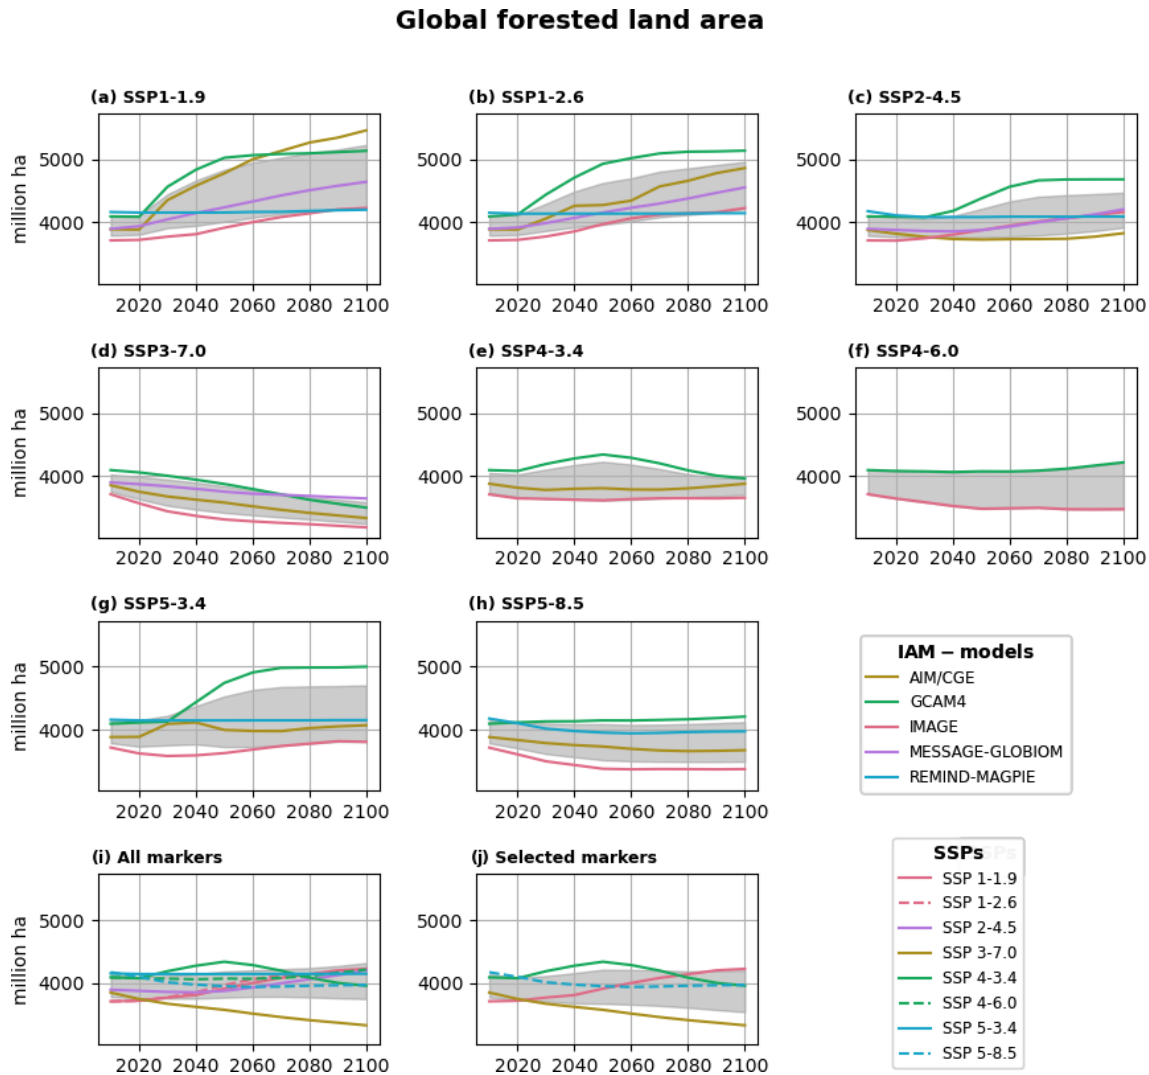 Global forested land area
(a) SSP1-1.9
(b) SSP1-2.6
(c) SSP2-4.5
million ha
5000
4000
2020 2040 2060 2080 2100
5000
4000
2020 2040 2060 2080 2100
5000
4000
2020 2040 2060 2080 2100
(d) SSP3-7.0
(e) SSP4-3.4
(f) SSP4-6.0
million ha
5000
4000
2020 2040 2060 2080 2100
5000
4000
2020 2040 2060 2080 2100
5000
4000
2020 2040 2060 2080 2100
(g) SSP5-3.4
(h) SSP5-8.5
million ha
5000
4000
2020 2040 2060 2080 2100
5000
4000
2020 2040 2060 2080 2100
IAM – models
AIM/CGE
GCAM4
IMAGE
MESSAGE-GLOBIOM
REMIND-MAGPIE
(i) All markers
(j) Selected markers
million ha
5000
4000
2020 2040 2060 2080 2100
5000
4000
2020 2040 2060 2080 2100
SSPs
SSP 1-1.9
SSP 1-2.6
SSP 2-4.5
SSP 3-7.0
SSP 4-3.4
SSP 4-6.0
SSP 5-3.4
SSP 5-8.5